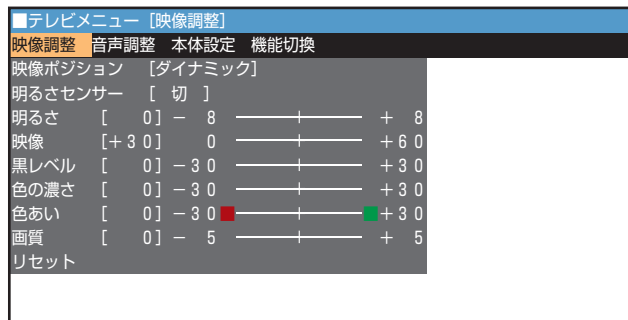 ■テレビメニュー [映像調整]
映像調整 音声調整 本体設定 機能切換
映像ポジション [ダイナミック]
明るさセンサー [ 切 ]
明るさ [ 0] － 8 ＋ 8
映像 [＋30] 0 ＋60
黒レベル [ 0] －30 ＋30
色の濃さ [ 0] －30 ＋30
色あい [ 0] －30 ＋30
画質 [ 0] － 5 ＋ 5
リセット